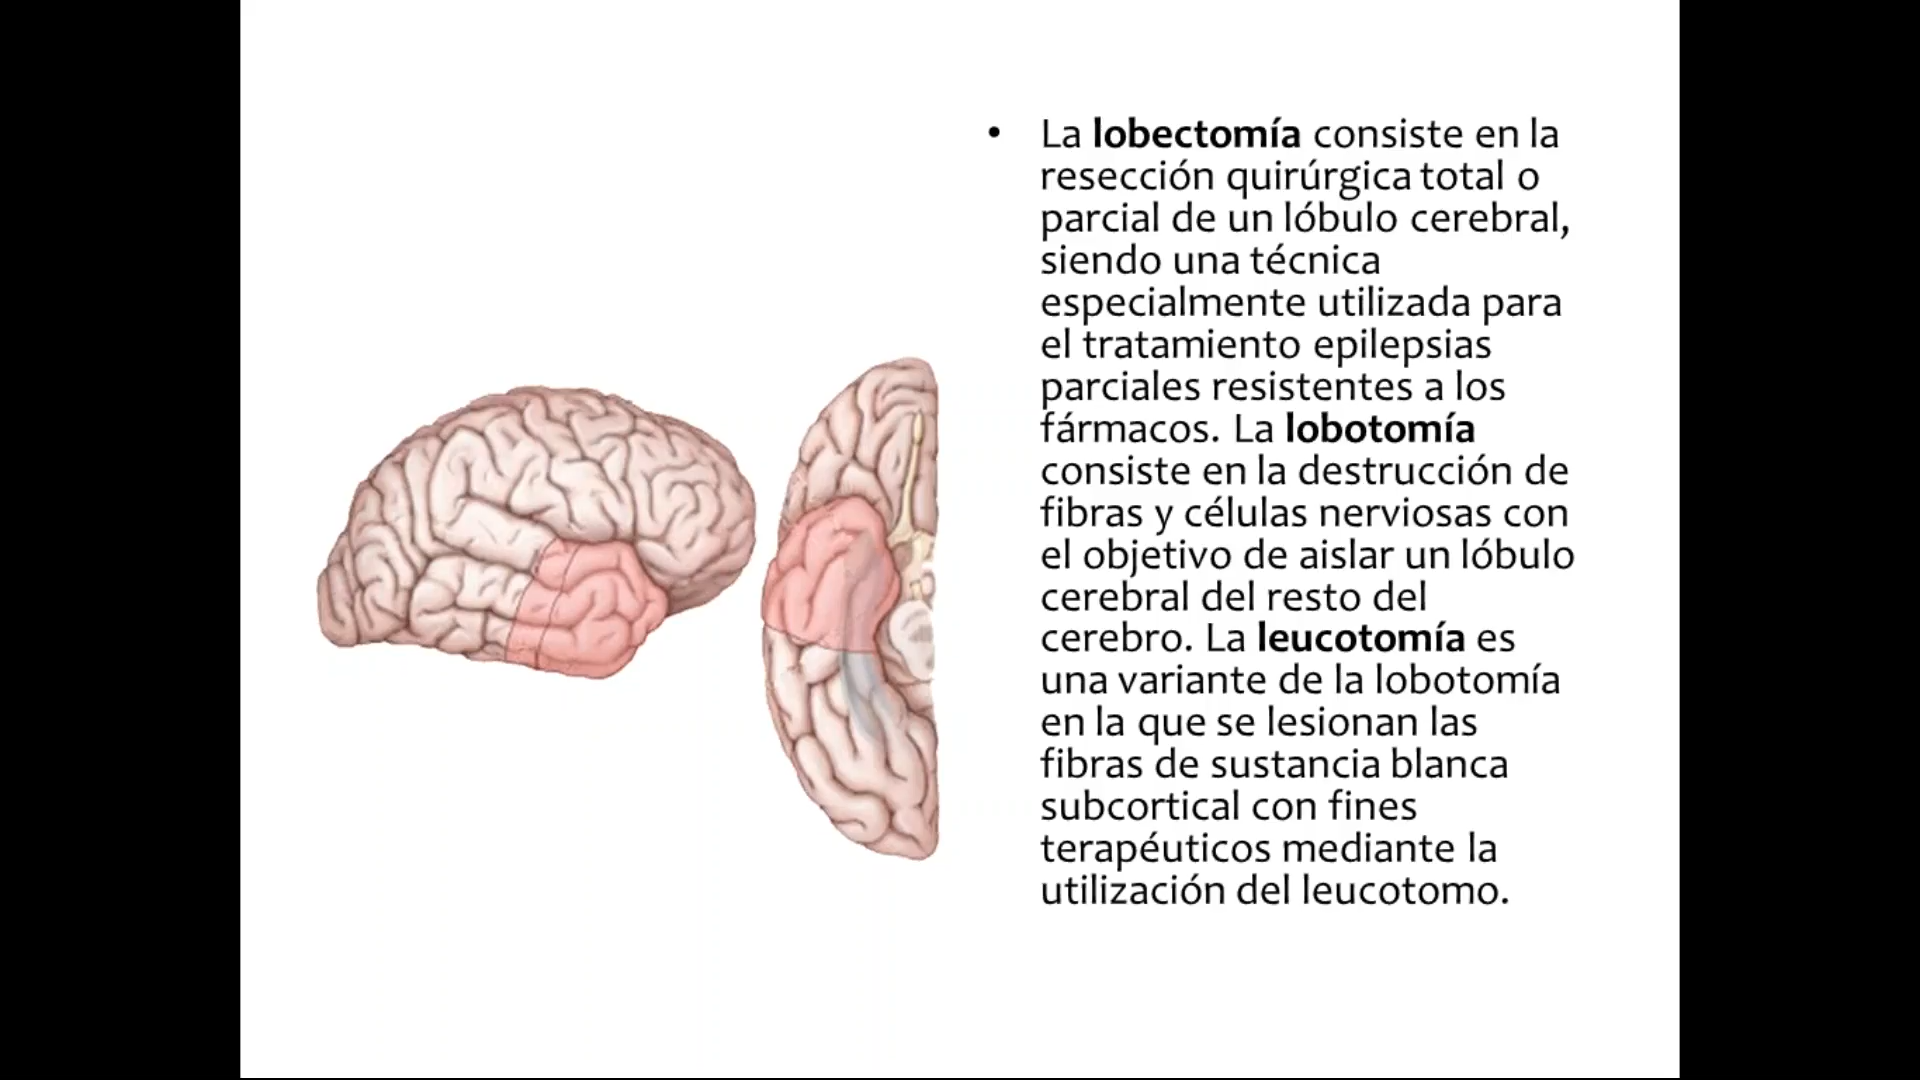 • La lobectomía consiste en la
resección quirúrgica total o
parcial de un lóbulo cerebral,
siendo una técnica
especialmente utilizada para
el tratamiento epilepsias
parciales resistentes a los
fármacos. La lobotomía
consiste en la destrucción de
fibras y células nerviosas con
el objetivo de aislar un lóbulo
cerebral del resto del
cerebro. La leucotomía es
una variante de la lobotomía
en la que se lesionan las
fibras de sustancia blanca
subcortical con fines
terapéuticos mediante la
utilización del leucotomo.